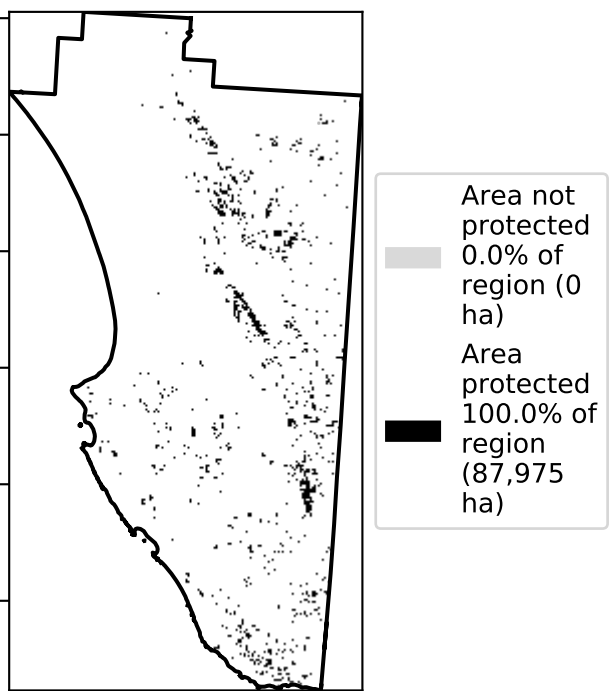 Area not
protected
0.0% of
region (0
ha)
Area
protected
100.0% of
region
(87,975
ha)